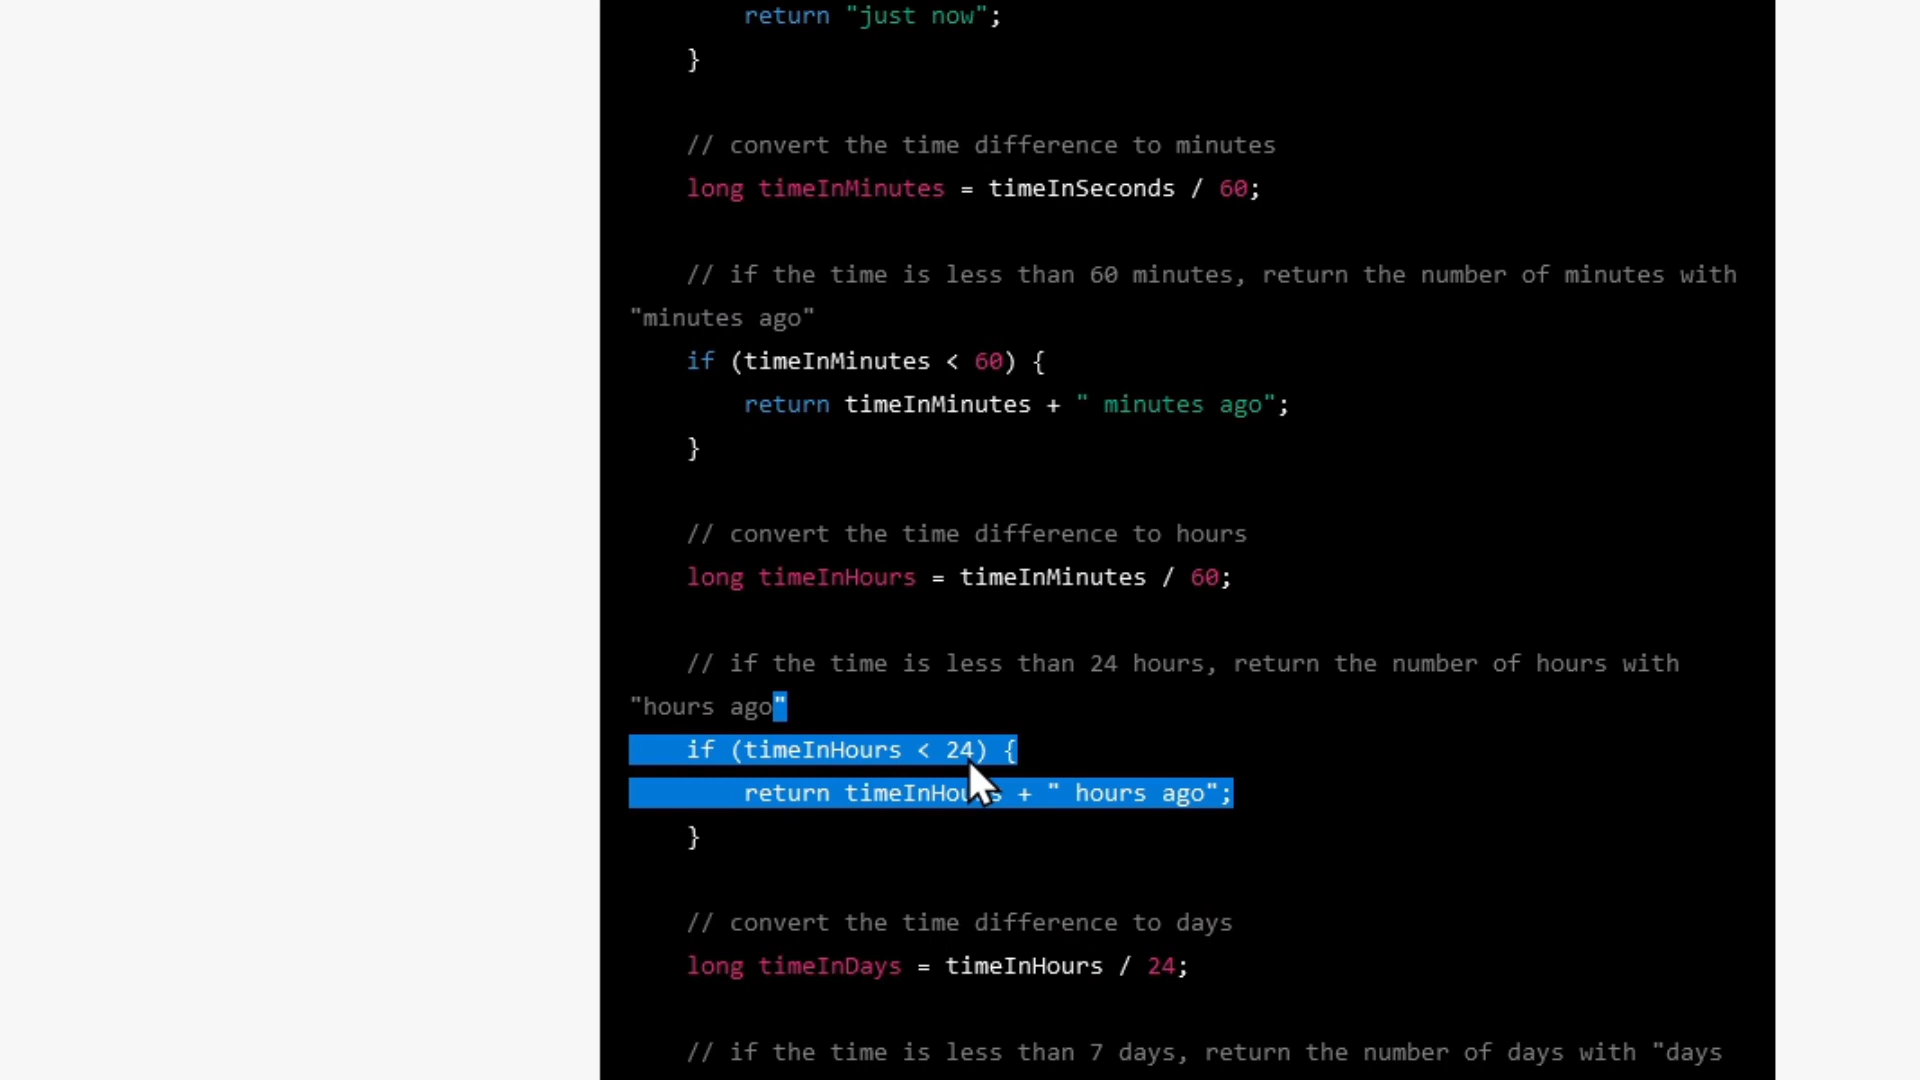 return "just now";
}
// convert the time difference to minutes
long timeInMinutes = timeInSeconds / 60;
// if the time is less than 60 minutes, return the number of minutes with
"minutes ago"
if (timeInMinutes < 60) {
return timeInMinutes + " minutes ago";
}
// convert the time difference to hours
long timeInHours = timeInMinutes / 60;
// if the time is less than 24 hours, return the number of hours with
"hours ago"
if (timeInHours < 24) {
return timeInHours + " hours ago";
}
// convert the time difference to days
long timeInDays = timeInHours / 24;
// if the time is less than 7 days, return the number of days with "days